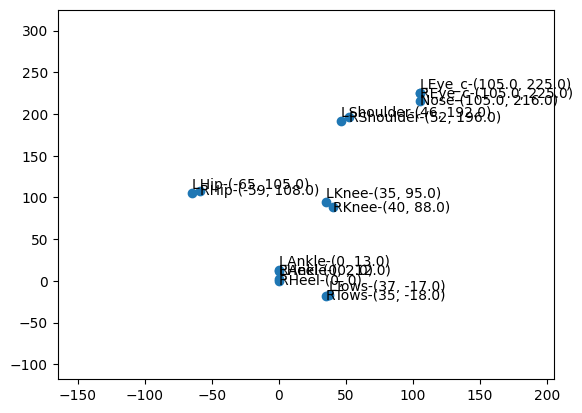 300
250
200
150
100
50
0
−50
−100
LEye_c-(105.0, 225.0)
REye_c-(105.0, 225.0)
Nose-(105.0, 216.0)
LShoulder-(46, 192.0)
RShoulder-(52, 196.0)
LHip-(-65, 105.0)
RHip-(-59, 108.0)
LKnee-(35, 95.0)
RKnee-(40, 88.0)
LAnkle-(0, 13.0)
RHeel-(0, 0)
LTows-(37, -17.0)
RTows-(35, -18.0)
−150
−100
−50
0
50
100
150
200